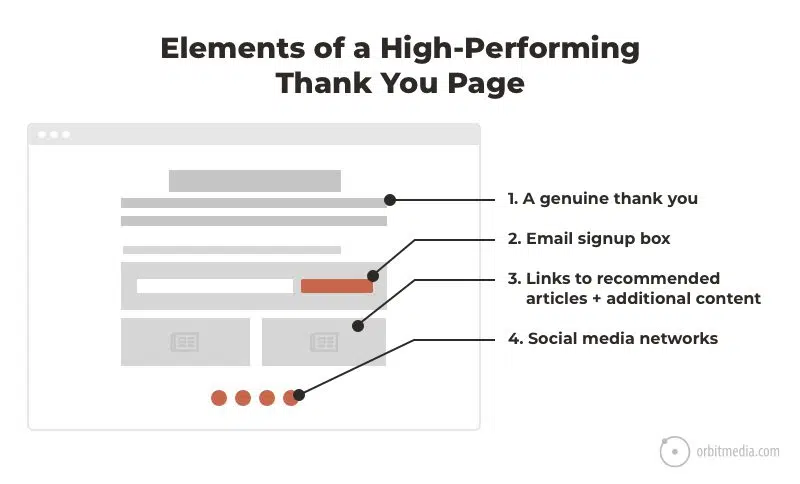 Elements of a High-Performing
Thank You Page
1. A genuine thank you
2. Email signup box
3. Links to recommended
articles + additional content
4. Social media networks
orbitmedia.com